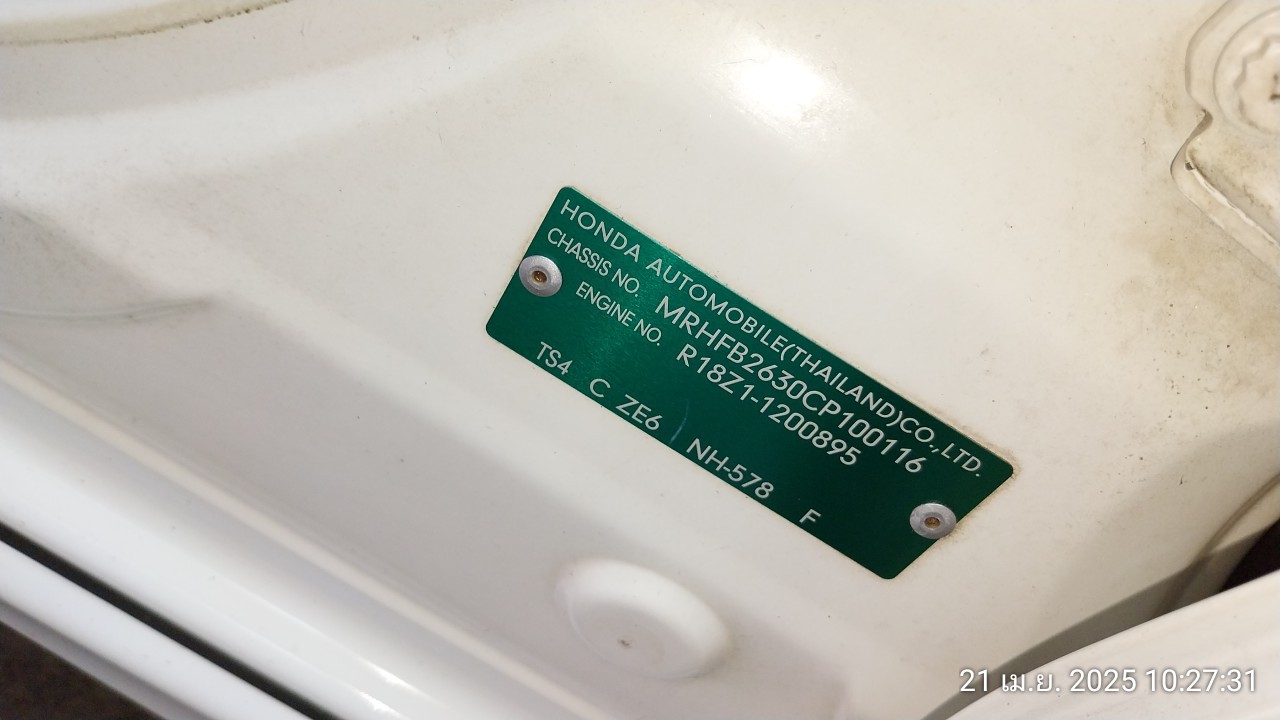 HONDA AUTOMOBILE(THAILAND)CO.,LTD.
CHASSIS NO. MRHFB2630CP100116
ENGINE NO. R18Z1-1200895
TS4 C ZE6 NH-578 F
21 เม.ย. 2025 10:27:31